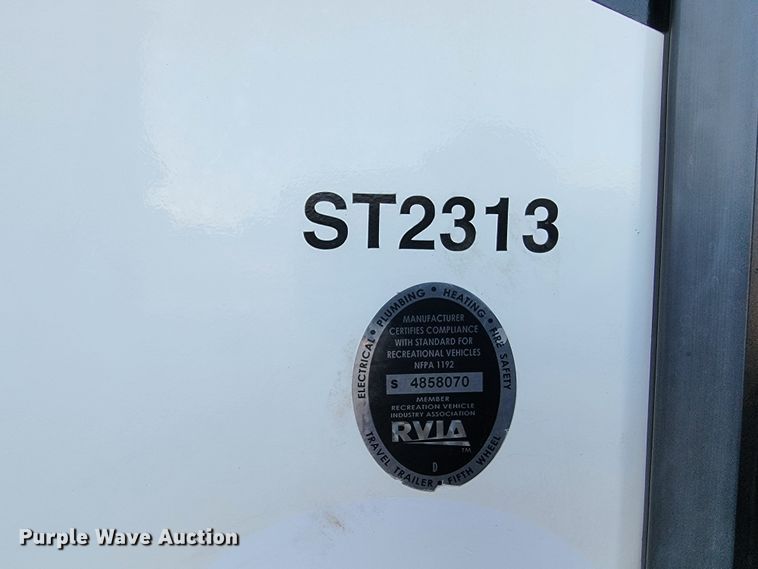 ST2313
ELECTRICAL • PLUMBING • HEATING • FIRE SAFETY
MANUFACTURER
CERTIFIES COMPLIANCE
WITH STANDARD FOR
RECREATIONAL VEHICLES
NFPA 1192
S 4858070
MEMBER
RECREATION VEHICLE
INDUSTRY ASSOCIATION
RVIA
TM
D
TRAVEL TRAILER • FIFTH WHEEL
Purple Wave Auction